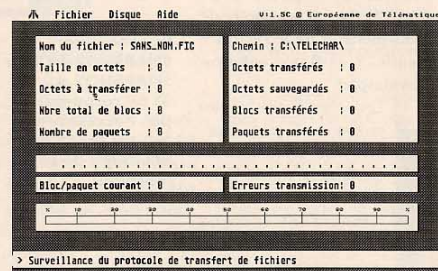 Fichier Disque Aide V:1.5C © Européenne de Télématique
Nom du fichier : SANS_NOM.FIC
Taille en octets : 0
Octets à transférer : 0
Nbre total de blocs : 0
Nombre de paquets : 0
Chemin : C:\TELECHAR\
Octets transférés : 0
Octets sauvegardés : 0
Blocs transférés : 0
Paquets transférés : 0
Bloc/paquet courant : 0
Erreurs transmission: 0
% 10 20 30 40 50 60 70 80 90 %
> Surveillance du protocole de transfert de fichiers